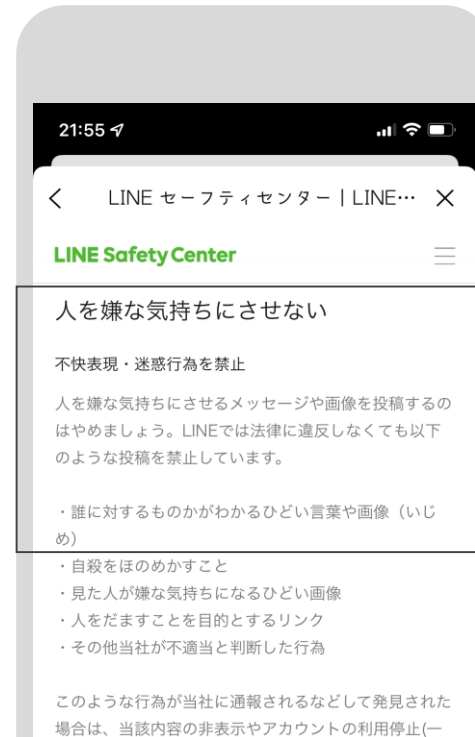 21:55
LINE セーフティセンター | LINE…
LINE Safety Center
人を嫌な気持ちにさせない
不快表現・迷惑行為を禁止
人を嫌な気持ちにさせるメッセージや画像を投稿するの
はやめましょう。LINEでは法律に違反しなくても以下
のような投稿を禁止しています。
・誰に対するものかがわかるひどい言葉や画像（いじ
め）
・自殺をほのめかすこと
・見た人が嫌な気持ちになるひどい画像
・人をだますことを目的とするリンク
・その他当社が不適当と判断した行為
このような行為が当社に通報されるなどして発見された
場合は、当該内容の非表示やアカウントの利用停止(一